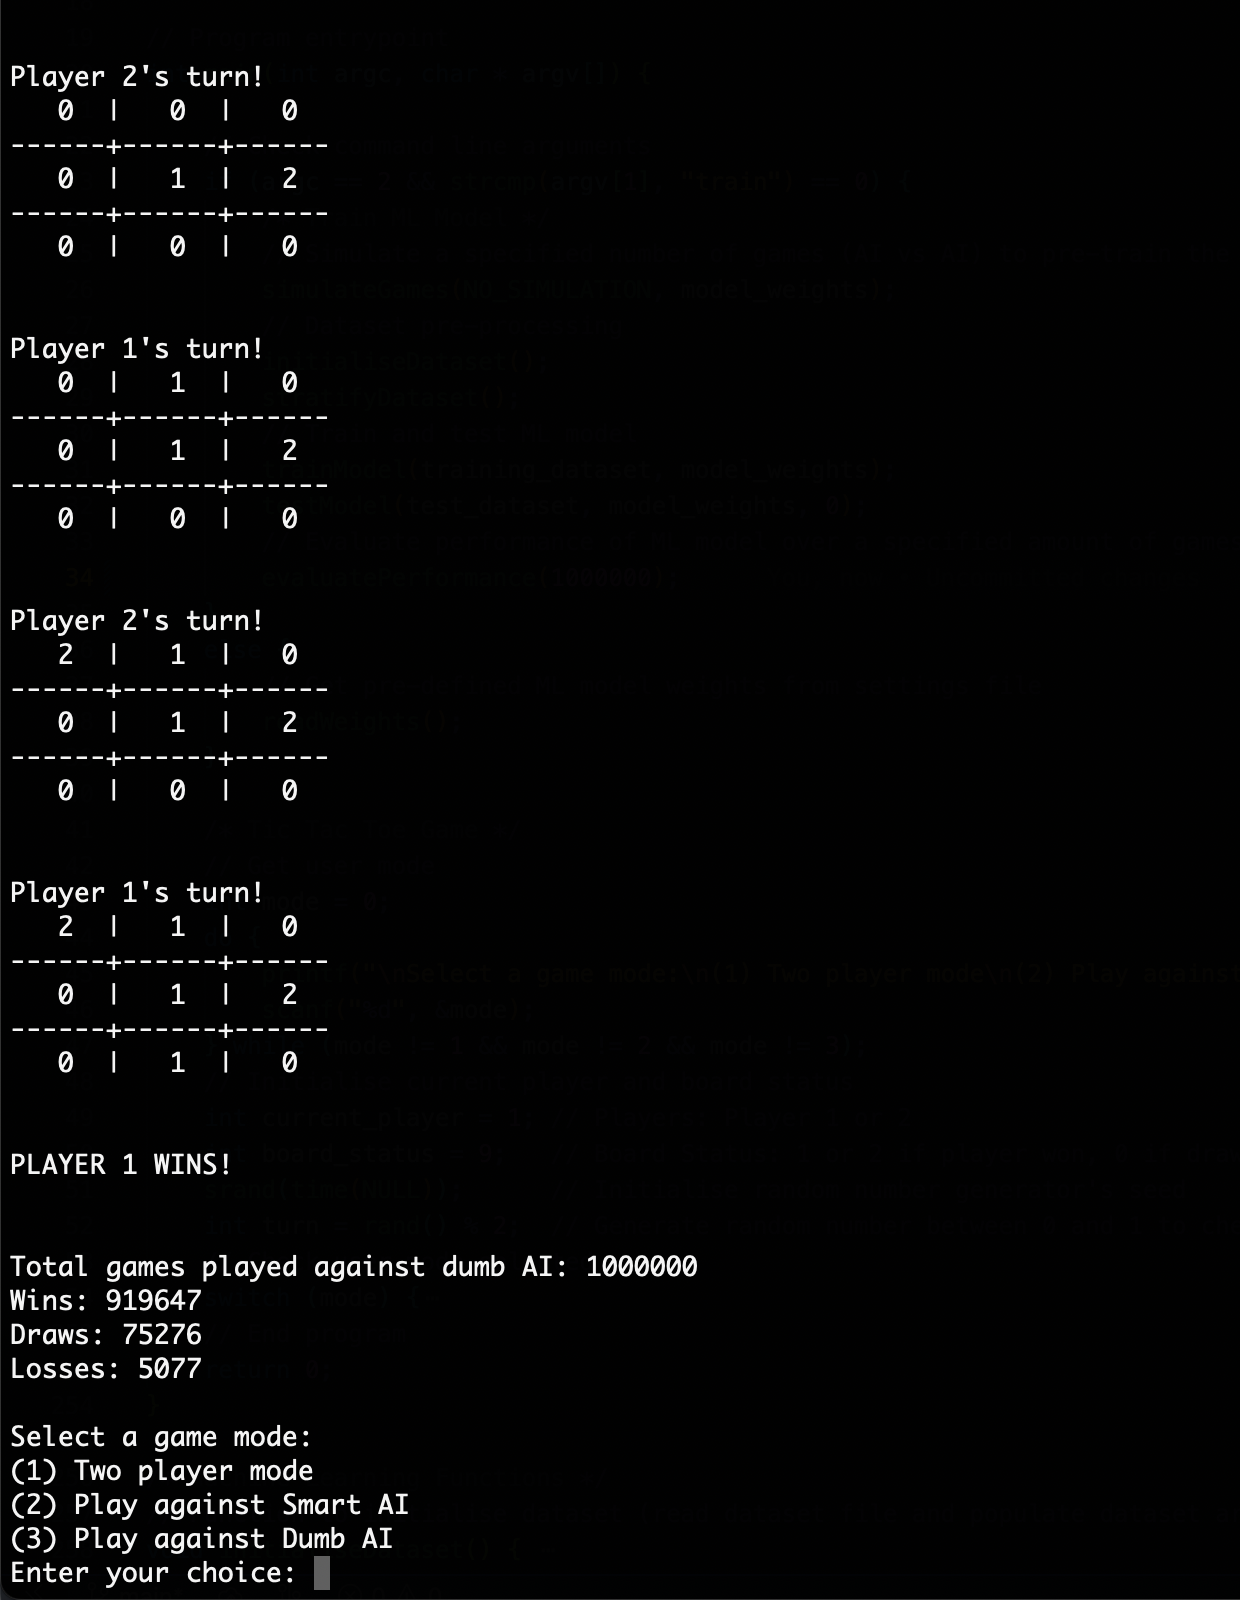 Player 2's turn!
0 | 0 | 0
------+------+------
0 | 1 | 2
------+------+------
0 | 0 | 0
Player 1's turn!
0 | 1 | 0
------+------+------
0 | 1 | 2
------+------+------
0 | 0 | 0
Player 2's turn!
2 | 1 | 0
------+------+------
0 | 1 | 2
------+------+------
0 | 0 | 0
Player 1's turn!
2 | 1 | 0
------+------+------
0 | 1 | 2
------+------+------
0 | 1 | 0
PLAYER 1 WINS!
Total games played against dumb AI: 1000000
Wins: 919647
Draws: 75276
Losses: 5077
Select a game mode:
(1) Two player mode
(2) Play against Smart AI
(3) Play against Dumb AI
Enter your choice: